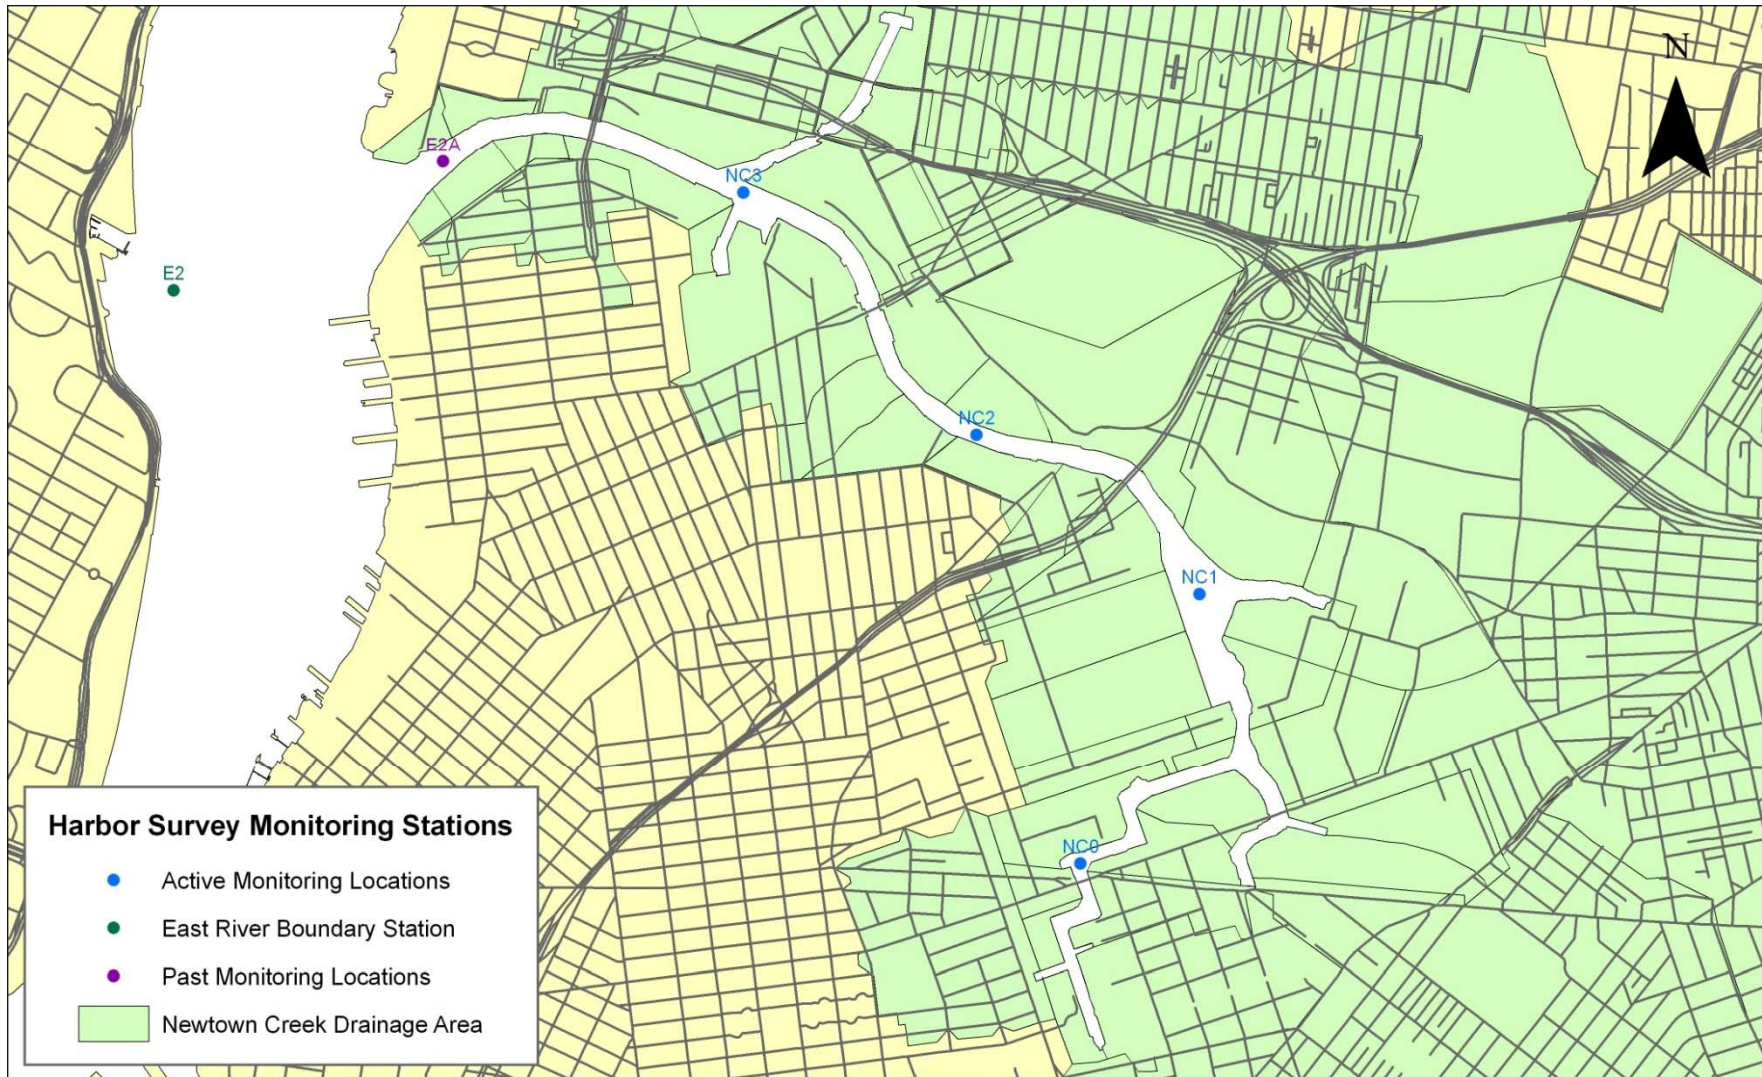 N
E2A
NC3
E2
NC2
NC1
NC0
Harbor Survey Monitoring Stations
Active Monitoring Locations
East River Boundary Station
Past Monitoring Locations
Newtown Creek Drainage Area